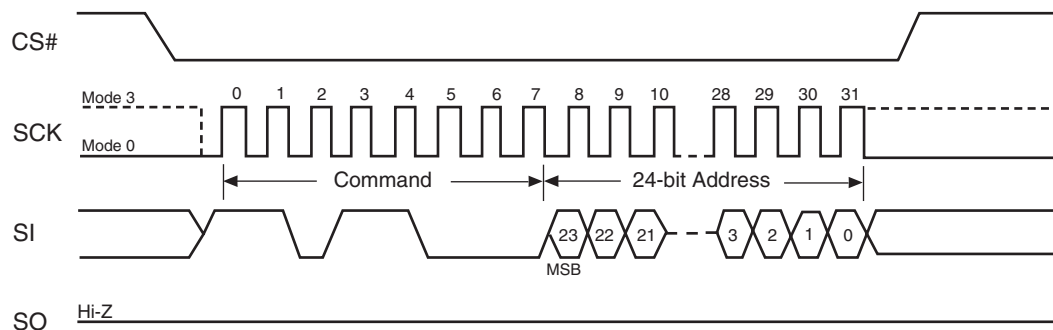 CS#
Mode 3
0 1 2 3 4 5 6 7 8 9 10 28 29 30 31
SCK
Mode 0
Command 24-bit Address
SI
23 22 21 3 2 1 0
MSB
Hi-Z
SO